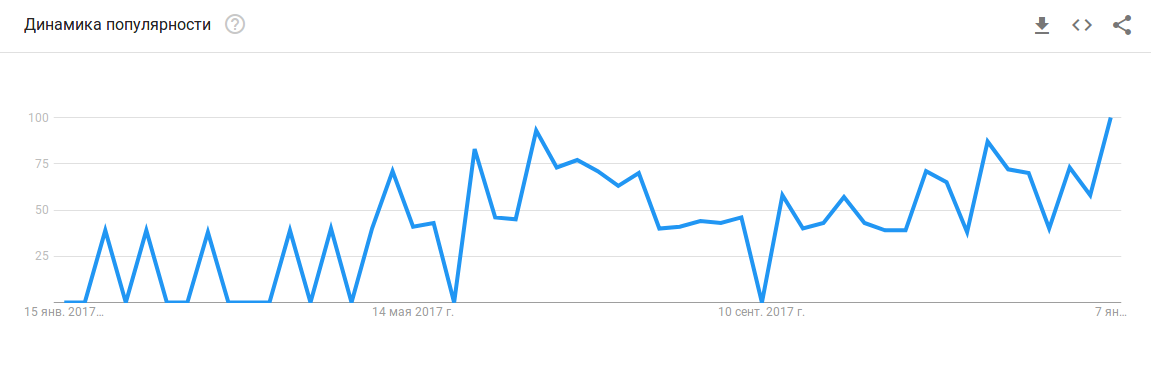 Динамика популярности ?
100
75
50
25
15 янв. 2017…
14 мая 2017 г.
10 сент. 2017 г.
7 ян…